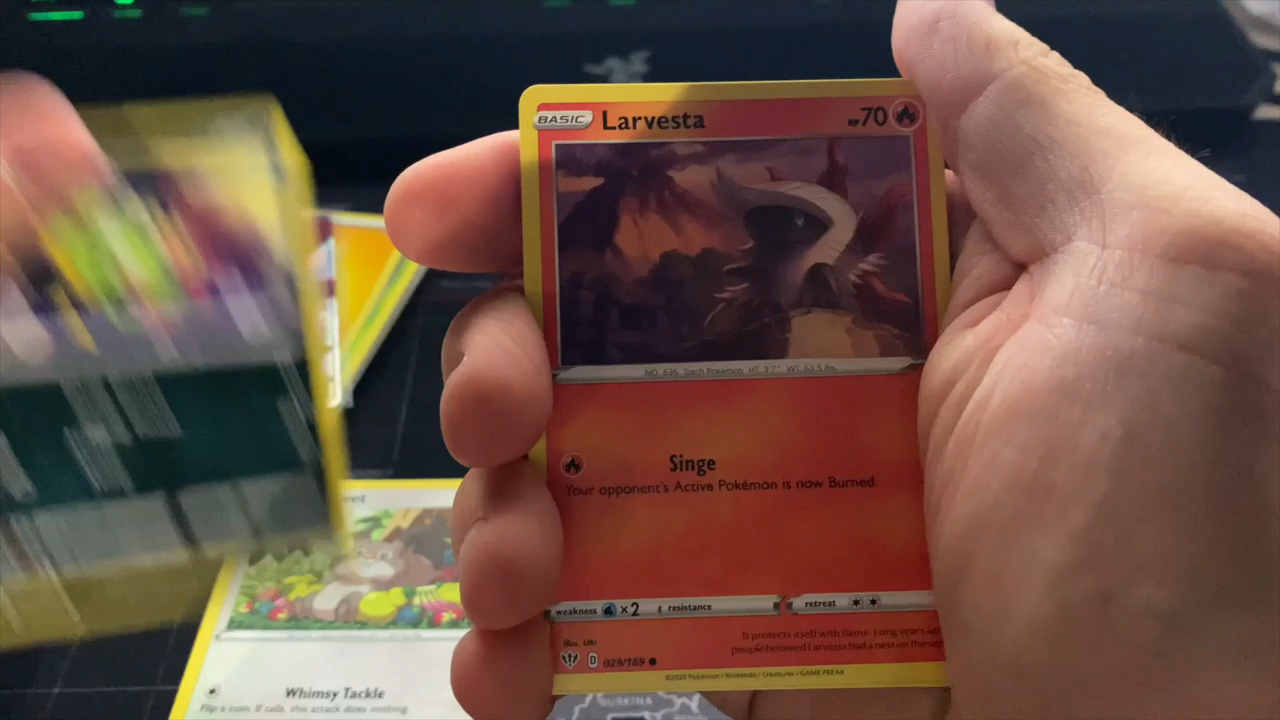 BASIC Larvesta HP 70
NO. 636 Torch Pokémon HT: 3'7" WT: 63.5 lbs.
Singe
Your opponent's Active Pokémon is now Burned.
weakness ×2 resistance retreat
Illus. Uta
D 029/189
It protects itself with flame. Long years
people believed Larvesta had a nest on the
©2020 Pokémon / Nintendo / Creatures / GAME FREAK
Whimsy Tackle
Flip a coin. If tails, this attack does nothing.
BURKINA